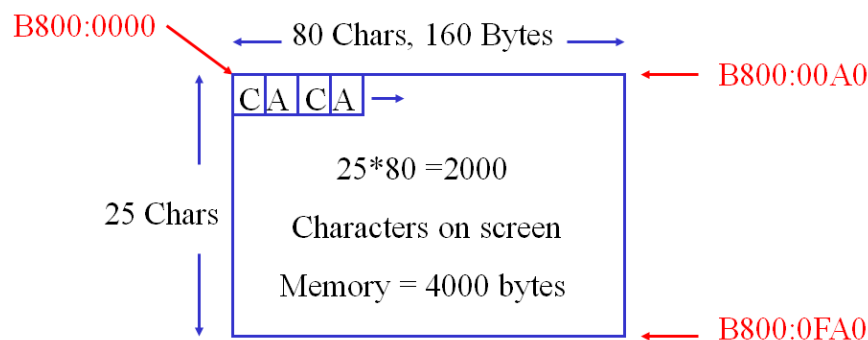 B800:0000
80 Chars, 160 Bytes
B800:00A0
C A C A
25*80 =2000
25 Chars
Characters on screen
Memory = 4000 bytes
B800:0FA0